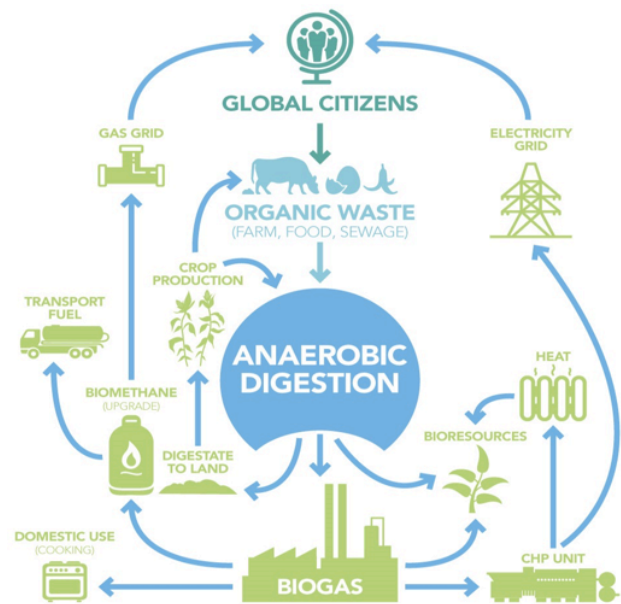 GLOBAL CITIZENS
GAS GRID
ELECTRICITY
GRID
ORGANIC WASTE
(FARM, FOOD, SEWAGE)
CROP
PRODUCTION
TRANSPORT
FUEL
ANAEROBIC
DIGESTION
HEAT
BIOMETHANE
(UPGRADE)
BIORESOURCES
DIGESTATE
TO LAND
DOMESTIC USE
(COOKING)
BIOGAS
CHP UNIT